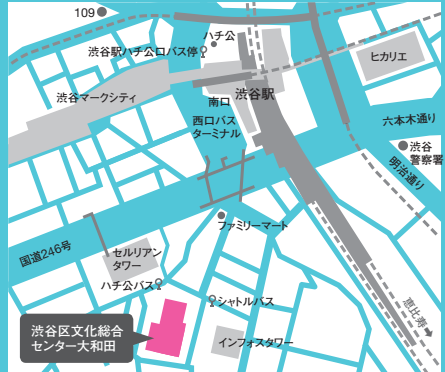 109
ハチ公
渋谷駅ハチ公口バス停
ヒカリエ
渋谷マークシティ
渋谷駅
南口
西口バス
ターミナル
六本木通り
渋谷
警察署
明治通り
ファミリーマート
国道246号
セルリアン
タワー
ハチ公バス
シャトルバス
恵比寿
渋谷区文化総合
センター大和田
インフォスタワー